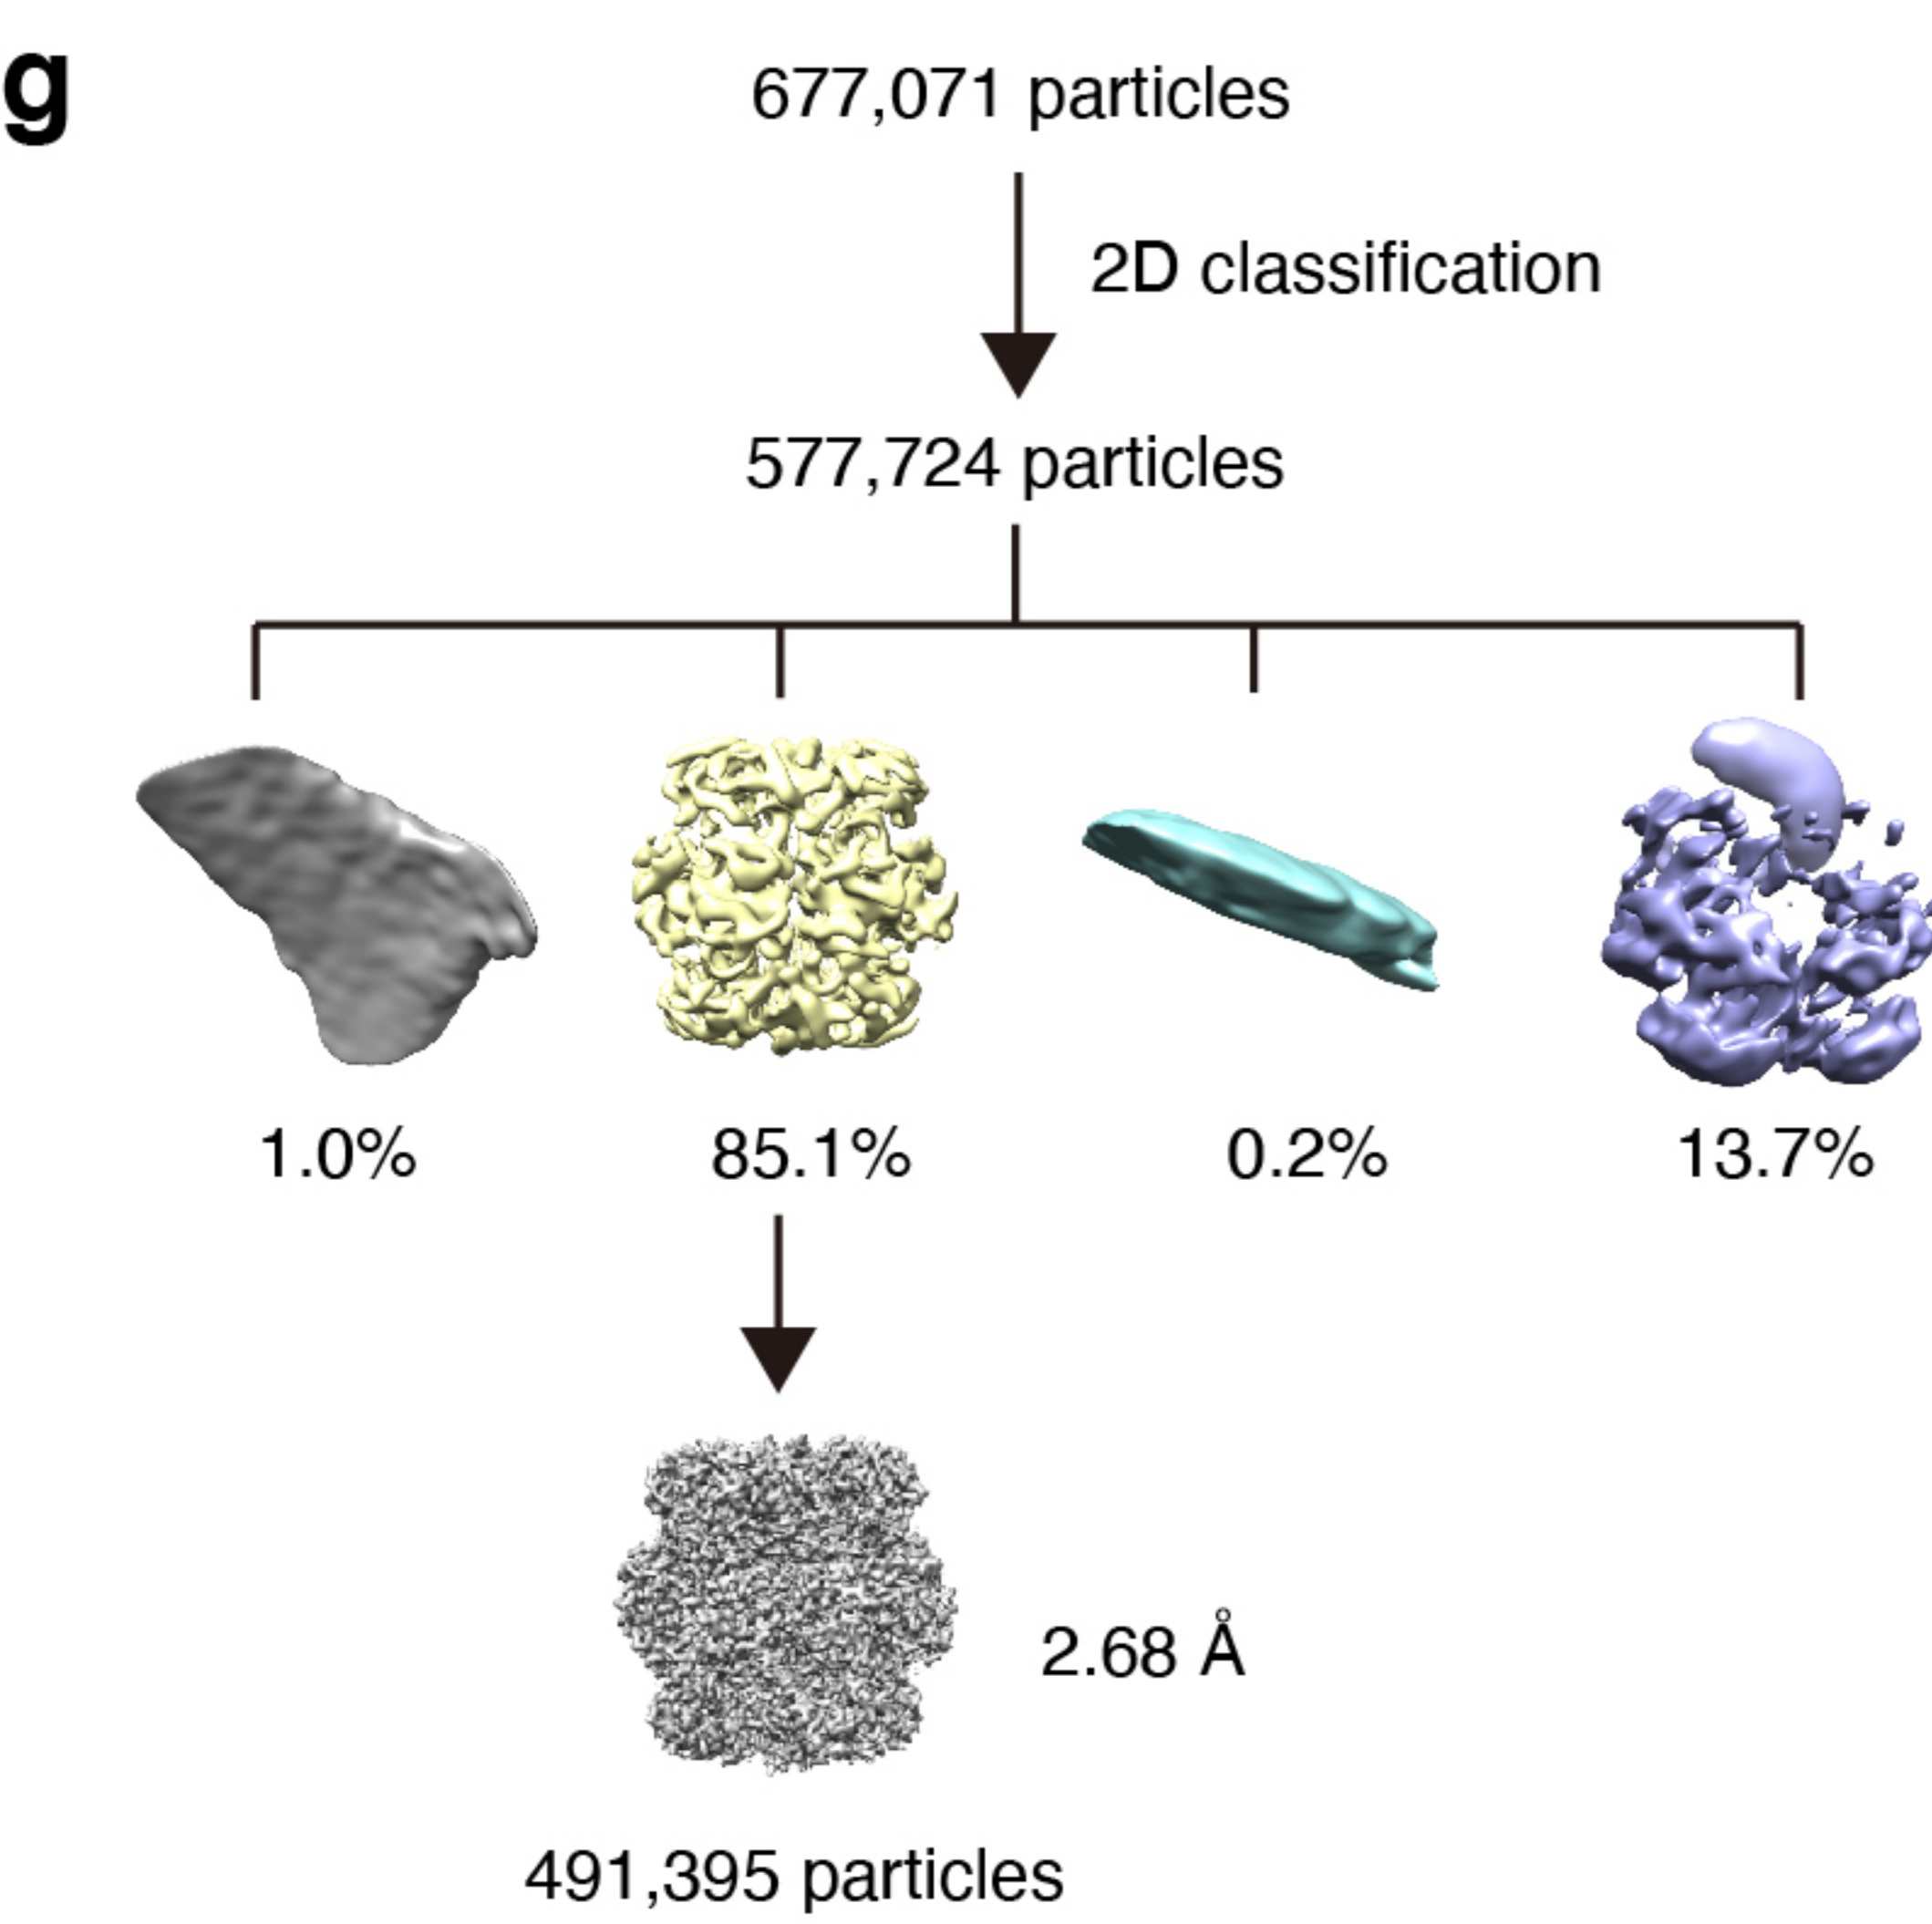 g
677,071 particles
2D classification
577,724 particles
1.0%
85.1%
0.2%
13.7%
2.68 Å
491,395 particles